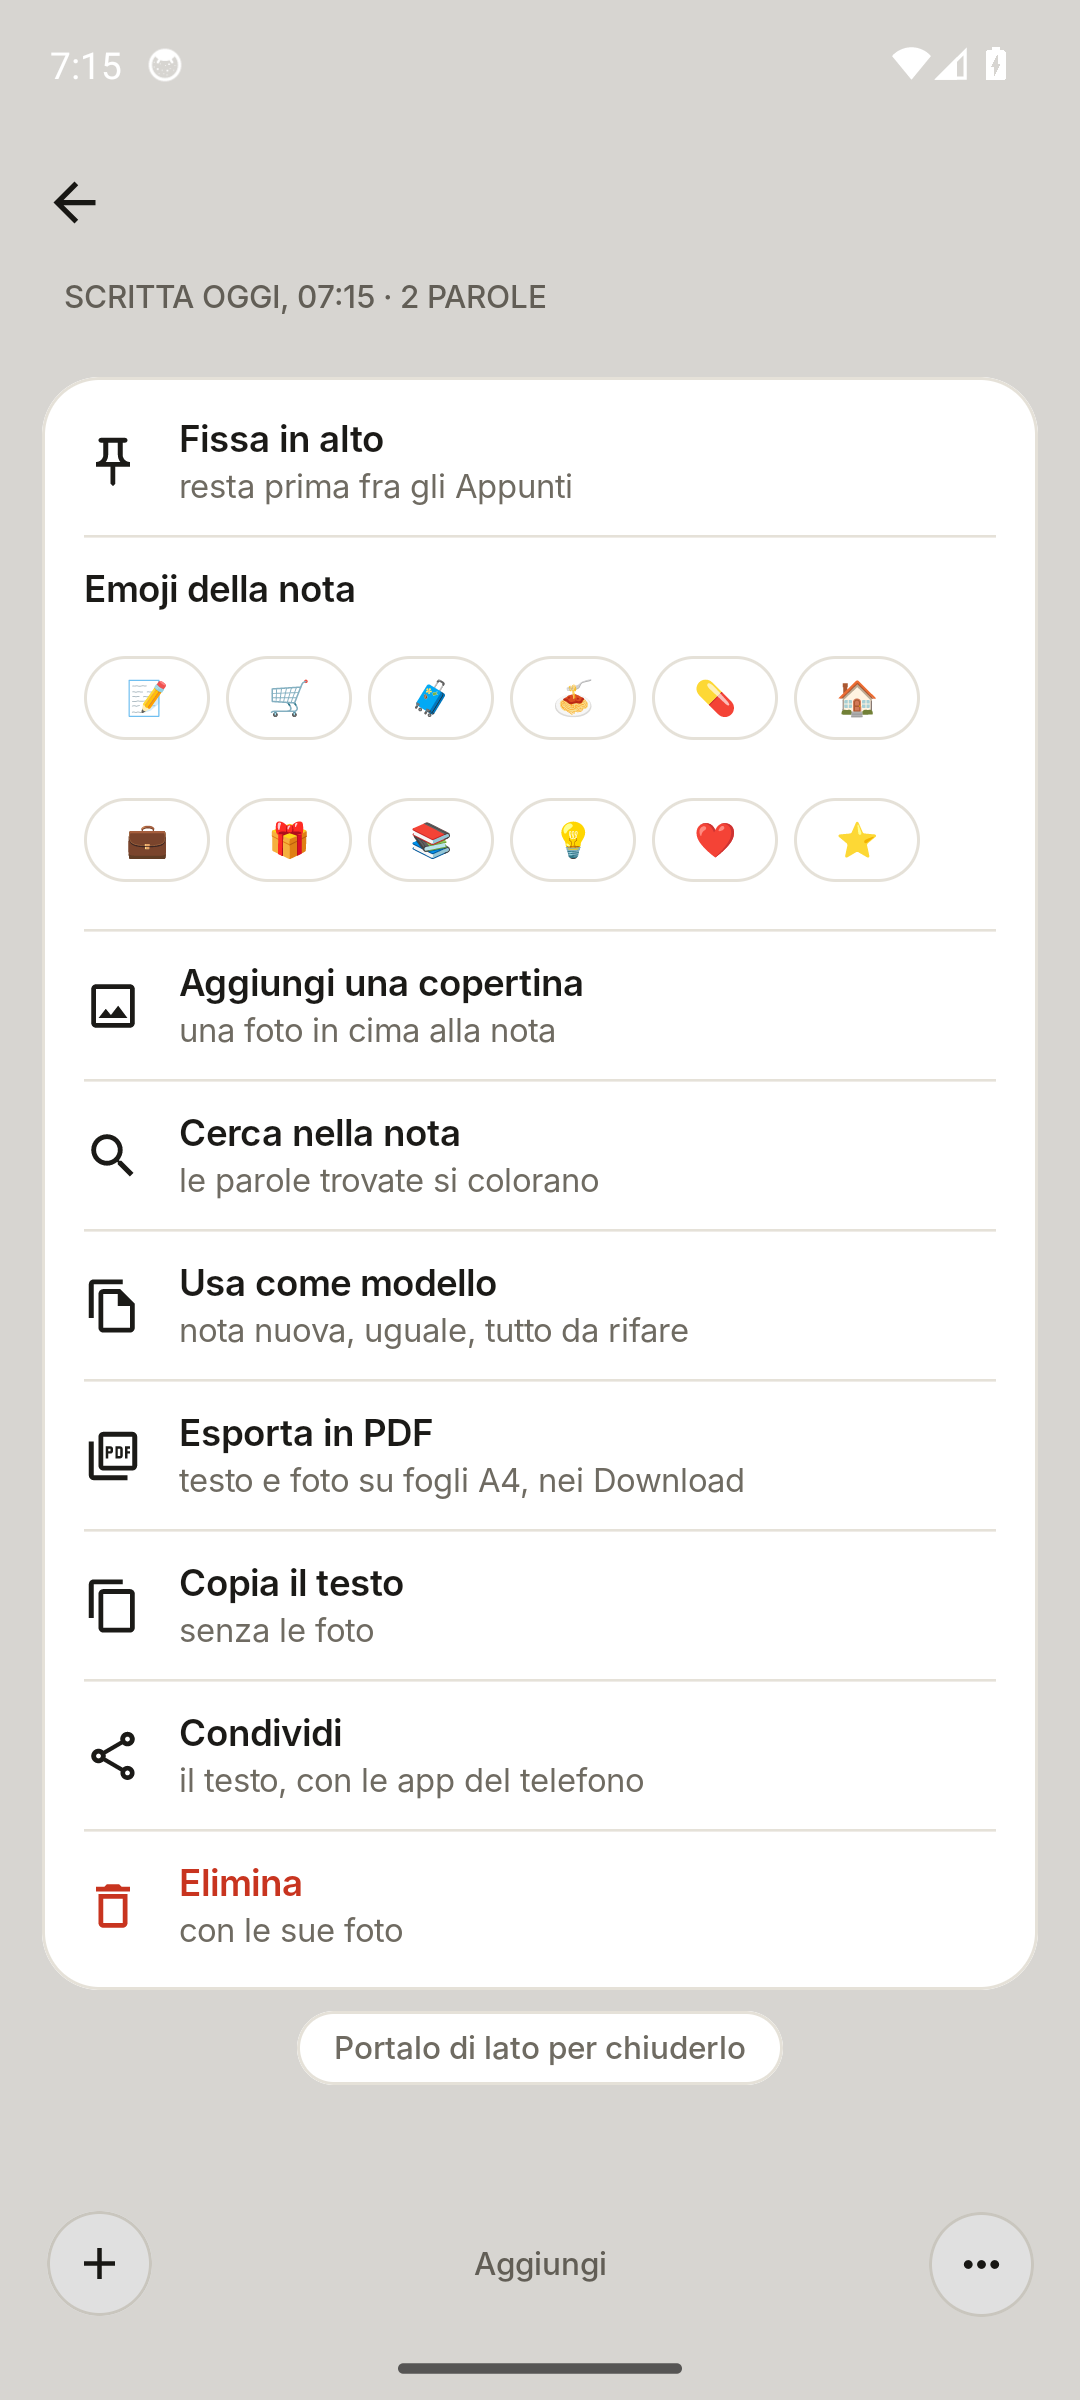 7:15
SCRITTA OGGI, 07:15 · 2 PAROLE
Fissa in alto
resta prima fra gli Appunti
Emoji della nota
Aggiungi una copertina
una foto in cima alla nota
Cerca nella nota
le parole trovate si colorano
Usa come modello
nota nuova, uguale, tutto da rifare
PDF
Esporta in PDF
testo e foto su fogli A4, nei Download
Copia il testo
senza le foto
Condividi
il testo, con le app del telefono
Elimina
con le sue foto
Portalo di lato per chiuderlo
Aggiungi